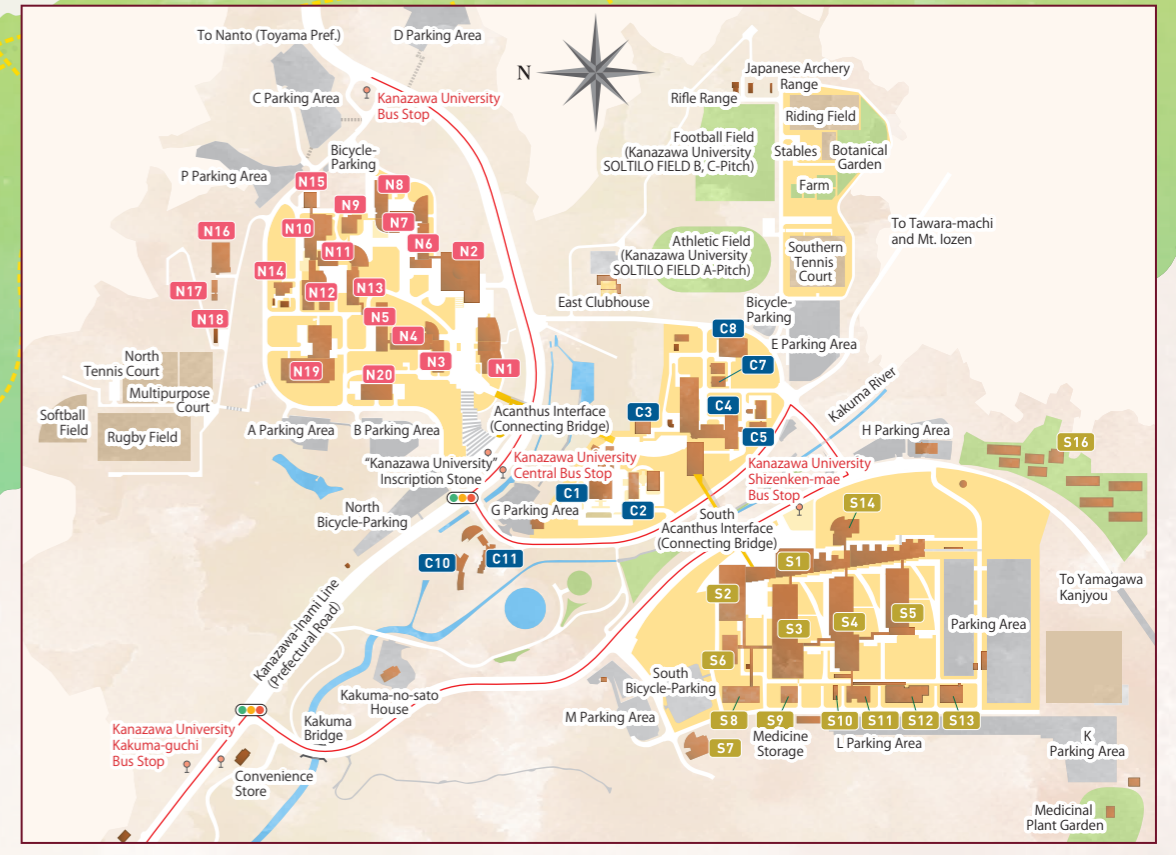 To Nanto (Toyama Pref.)
D Parking Area
N
C Parking Area
Kanazawa University
Bus Stop
Japanese Archery
Range
Rifle Range
Riding Field
Football Field
(Kanazawa University
SOLTILO FIELD B, C-Pitch)
Stables
Botanical
Garden
Farm
Bicycle-
Parking
P Parking Area
N15
N8
N9
N7
N16
N10
N6
N2
N11
N14
N12
N13
N17
N18
N5
N4
N3
N1
N19
N20
To Tawara-machi
and Mt. Iozen
Athletic Field
(Kanazawa University
SOLTILO FIELD A-Pitch)
Southern
Tennis
Court
East Clubhouse
Bicycle-
Parking
E Parking Area
C8
C7
C4
C3
C5
North
Tennis Court
Multipurpose
Court
Softball
Field
Rugby Field
A Parking Area
B Parking Area
Acanthus Interface
(Connecting Bridge)
Kakuma River
H Parking Area
S16
"Kanazawa University"
Inscription Stone
Kanazawa University
Central Bus Stop
Kanazawa University
Shizenken-mae
Bus Stop
C1
C2
G Parking Area
North
Bicycle-Parking
South
Acanthus Interface
(Connecting Bridge)
S14
C10
C11
S1
S2
S5
S4
S3
S6
To Yamagawa
Kanjyou
Parking Area
Kanazawa-Inami Line
(Prefectural Road)
South
Bicycle-Parking
Kakuma-no-sato
House
M Parking Area
S8
S9
S10
S11
S12
S13
Medicine
Storage
L Parking Area
S7
K
Parking Area
Kanazawa University
Kakuma-guchi
Bus Stop
Kakuma
Bridge
Convenience
Store
Medicinal
Plant Garden